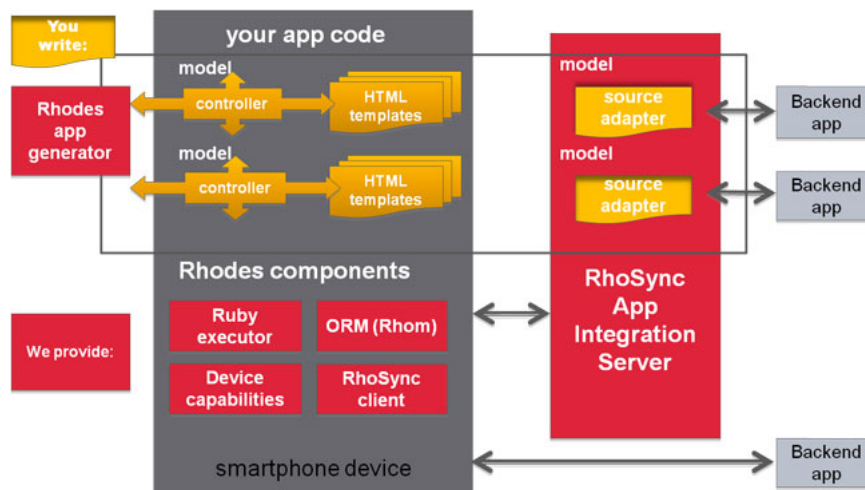 You
write:
your app code
model
controller
HTML
templates
model
controller
HTML
templates
Rhodes
app
generator
model
source
adapter
model
source
adapter
Backend
app
Backend
app
Rhodes components
Ruby
executor
ORM (Rhom)
Device
capabilities
RhoSync
client
We provide:
RhoSync
App
Integration
Server
smartphone device
Backend
app